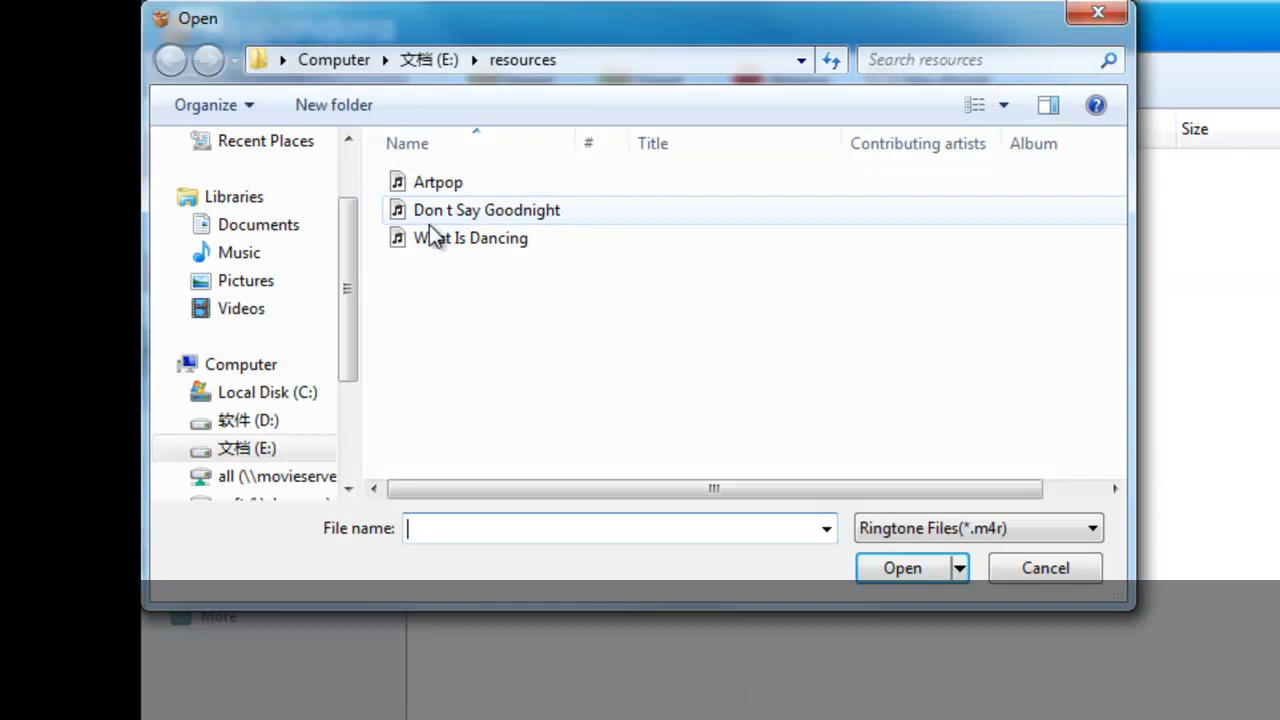 Open
Computer 文档 (E:) resources
Search resources
Organize New folder
Name # Title Contributing artists Album Size
Recent Places
Libraries
Documents
Music
Pictures
Videos
Computer
Local Disk (C:)
软件 (D:)
文档 (E:)
all (\\movieserve
Artpop
Don t Say Goodnight
What Is Dancing
File name: Ringtone Files(*.m4r)
Open Cancel
More